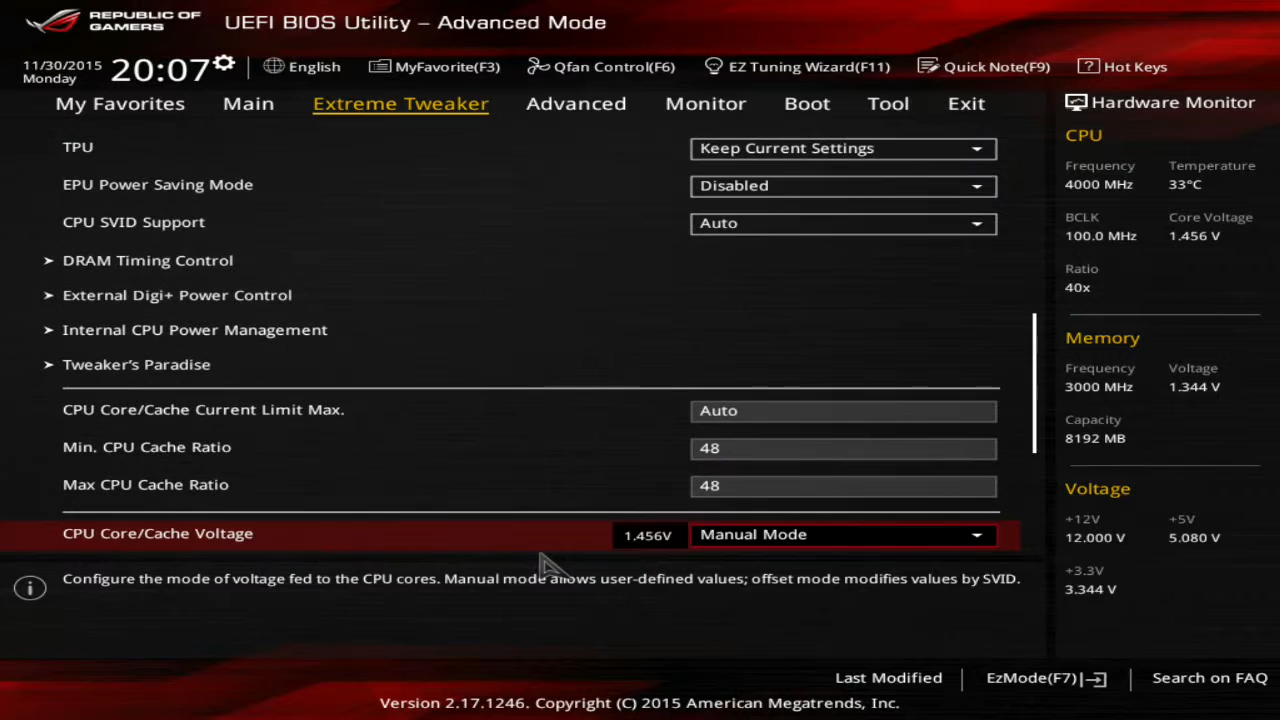 REPUBLIC OF
GAMERS
UEFI BIOS Utility – Advanced Mode
11/30/2015
Monday
20:07
English
MyFavorite(F3)
Qfan Control(F6)
EZ Tuning Wizard(F11)
Quick Note(F9)
? Hot Keys
My Favorites
Main
Extreme Tweaker
Advanced
Monitor
Boot
Tool
Exit
TPU
Keep Current Settings
EPU Power Saving Mode
Disabled
CPU SVID Support
Auto
> DRAM Timing Control
> External Digi+ Power Control
> Internal CPU Power Management
> Tweaker's Paradise
CPU Core/Cache Current Limit Max.
Auto
Min. CPU Cache Ratio
48
Max CPU Cache Ratio
48
CPU Core/Cache Voltage
1.456V
Manual Mode
Configure the mode of voltage fed to the CPU cores. Manual mode allows user-defined values; offset mode modifies values by SVID.
Hardware Monitor
CPU
Frequency Temperature
4000 MHz 33°C
BCLK Core Voltage
100.0 MHz 1.456 V
Ratio
40x
Memory
Frequency Voltage
3000 MHz 1.344 V
Capacity
8192 MB
Voltage
+12V +5V
12.000 V 5.080 V
+3.3V
3.344 V
Last Modified
EzMode(F7)
Search on FAQ
Version 2.17.1246. Copyright (C) 2015 American Megatrends, Inc.